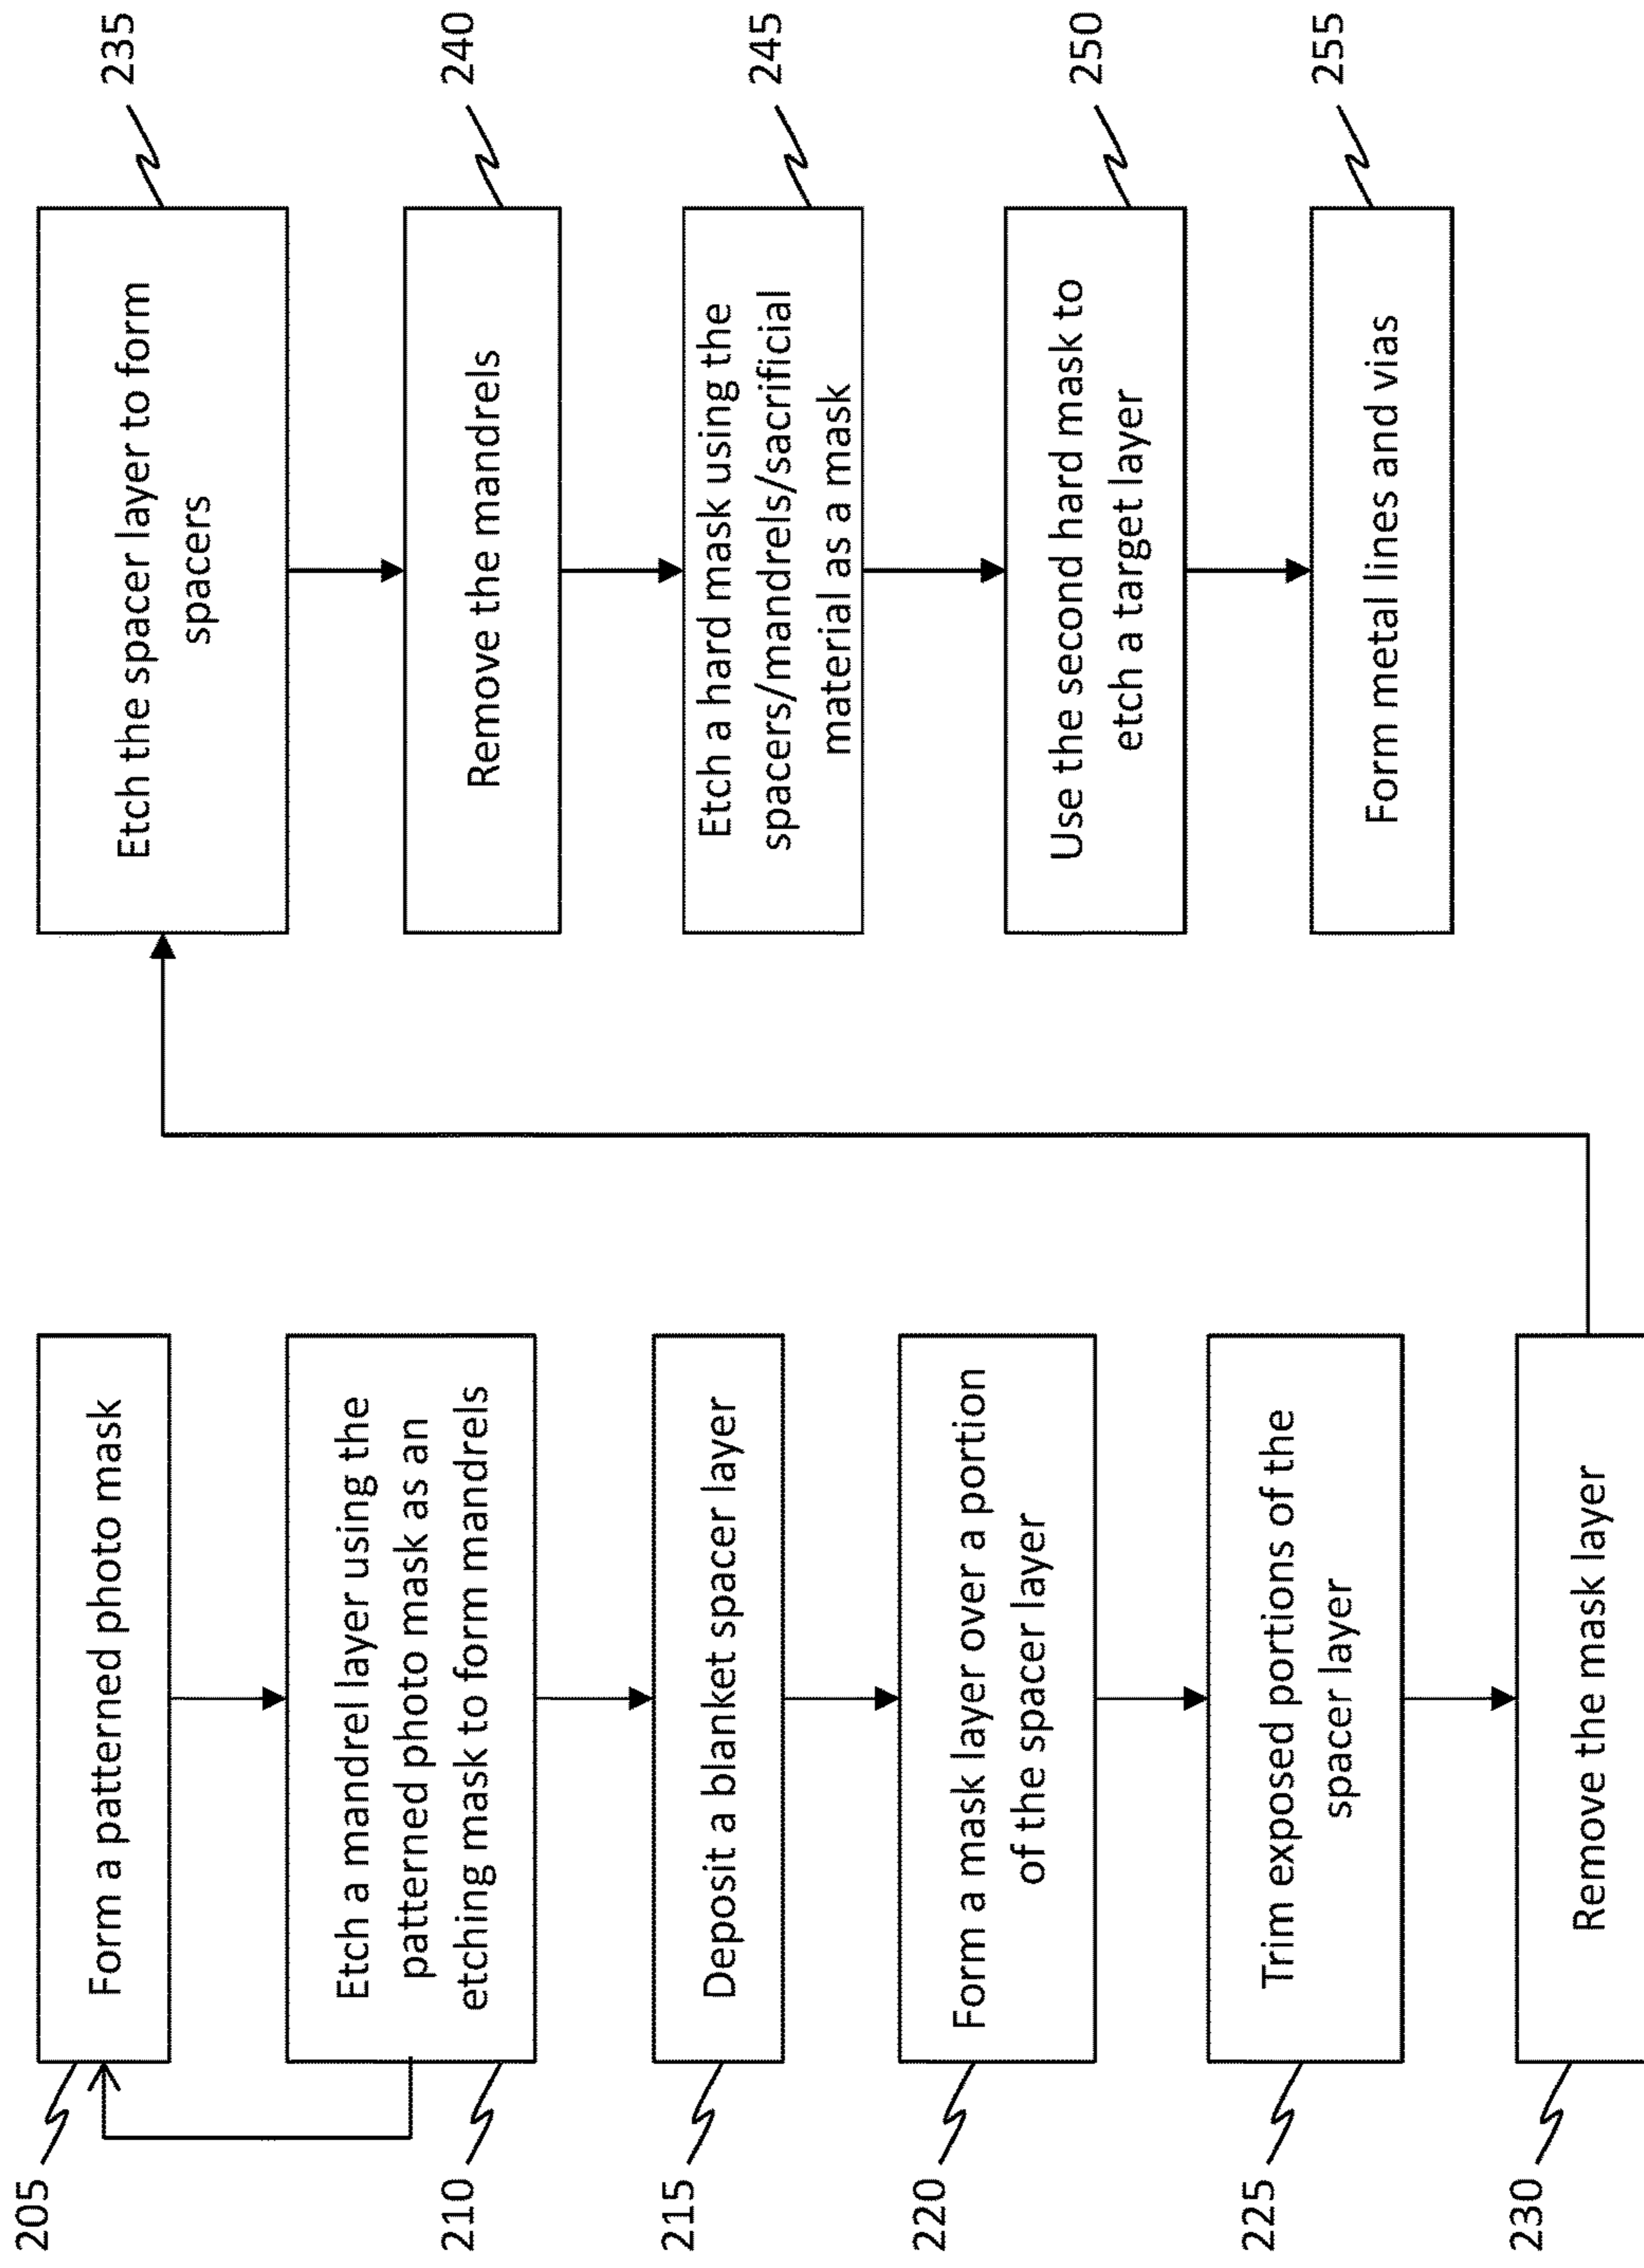 205
Form a patterned photo mask
210
Etch a mandrel layer using the
patterned photo mask as an
etching mask to form mandrels
215
Deposit a blanket spacer layer
220
Form a mask layer over a portion
of the spacer layer
225
Trim exposed portions of the
spacer layer
230
Remove the mask layer
235
Etch the spacer layer to form
spacers
240
Remove the mandrels
245
Etch a hard mask using the
spacers/mandrels/sacrificial
material as a mask
250
Use the second hard mask to
etch a target layer
255
Form metal lines and vias